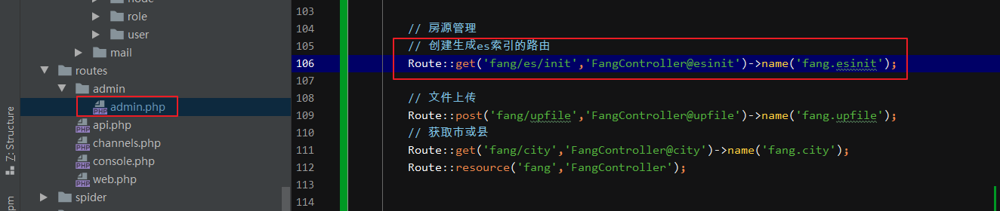 node
role
user
mail
routes
admin
admin.php
api.php
channels.php
console.php
web.php
spider
Z: Structure
pm
103
104 // 房源管理
105 // 创建生成es索引的路由
106 Route::get('fang/es/init','FangController@esinit')->name('fang.esinit');
107
108 // 文件上传
109 Route::post('fang/upfile','FangController@upfile')->name('fang.upfile');
110 // 获取市或县
111 Route::get('fang/city','FangController@city')->name('fang.city');
112 Route::resource('fang','FangController');
113
114